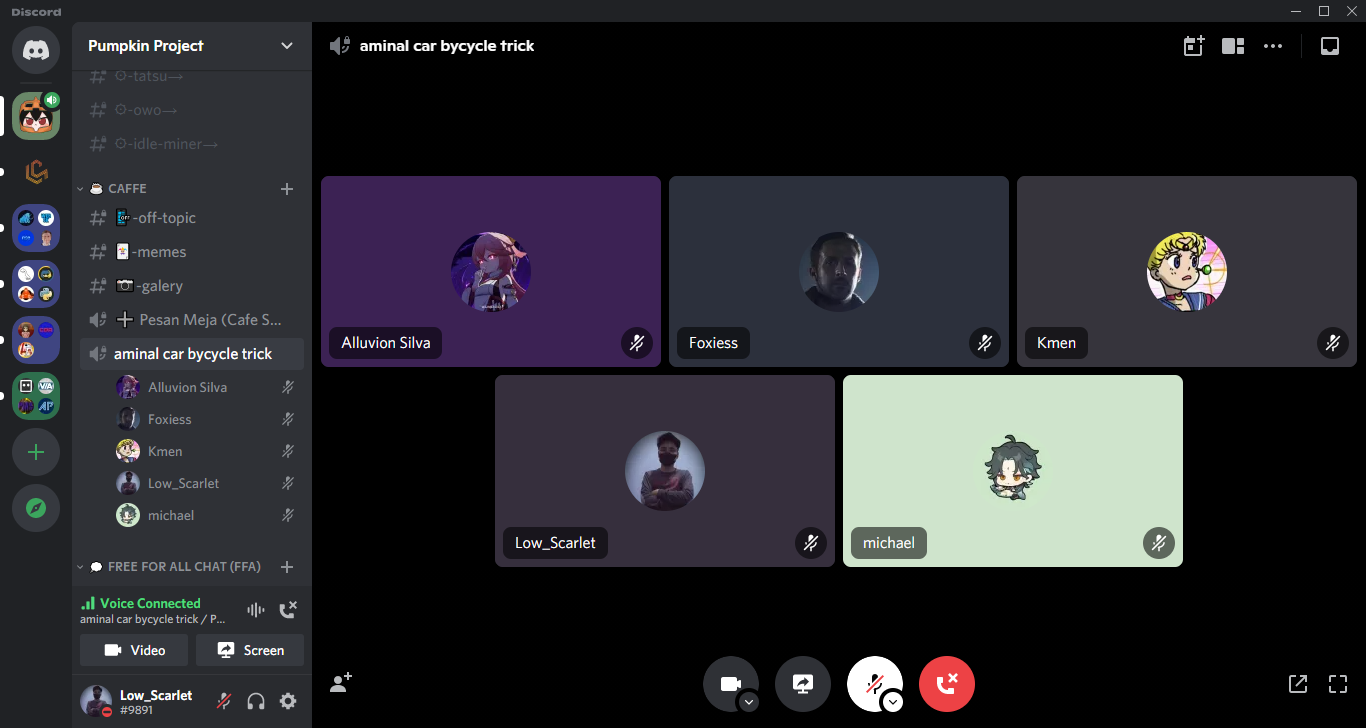 Discord
Pumpkin Project
-tatsu→
-owo→
-idle-miner→
CAFFE
-off-topic
-memes
-galery
Pesan Meja (Cafe S...
aminal car bycycle trick
Alluvion Silva
Foxiess
Kmen
Low_Scarlet
michael
FREE FOR ALL CHAT (FFA)
Voice Connected
aminal car bycycle trick / P...
Video
Screen
Low_Scarlet
#9891
aminal car bycycle trick
Alluvion Silva
Foxiess
Kmen
Low_Scarlet
michael